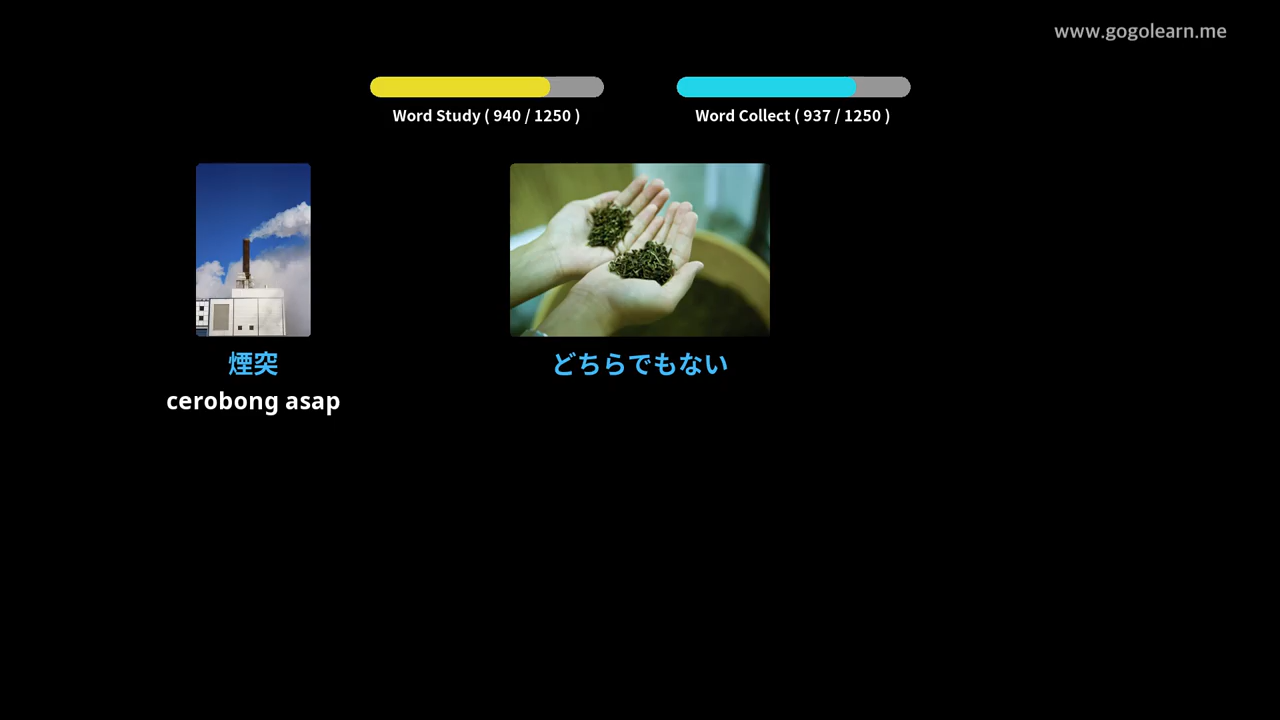 www.gogolearn.me
Word Study ( 940 / 1250 )
Word Collect ( 937 / 1250 )
煙突
cerobong asap
どちらでもない